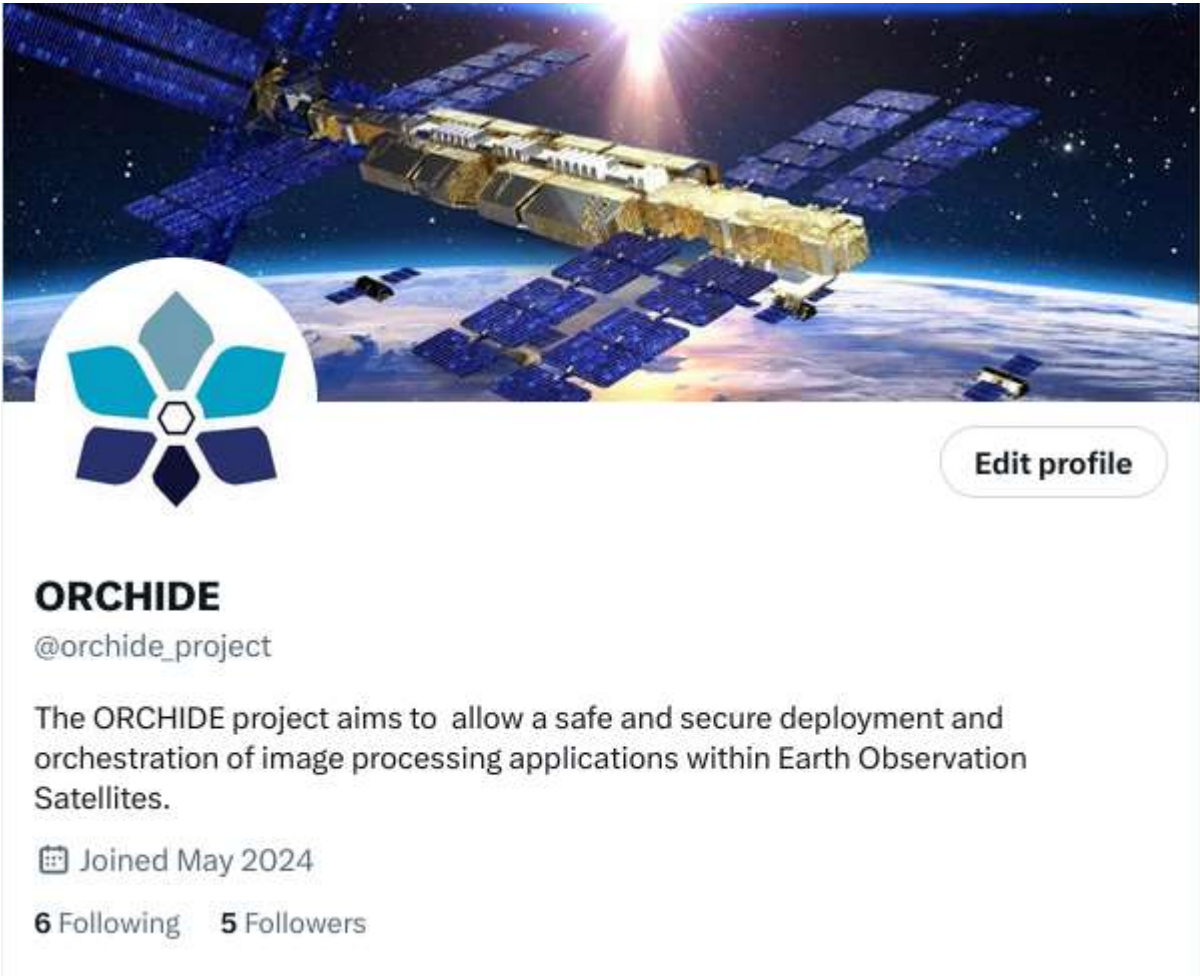 Edit profile
ORCHIDE
@orchide_project
The ORCHIDE project aims to  allow a safe and secure deployment and
orchestration of image processing applications within Earth Observation
Satellites.
Joined May 2024
6 Following 5 Followers